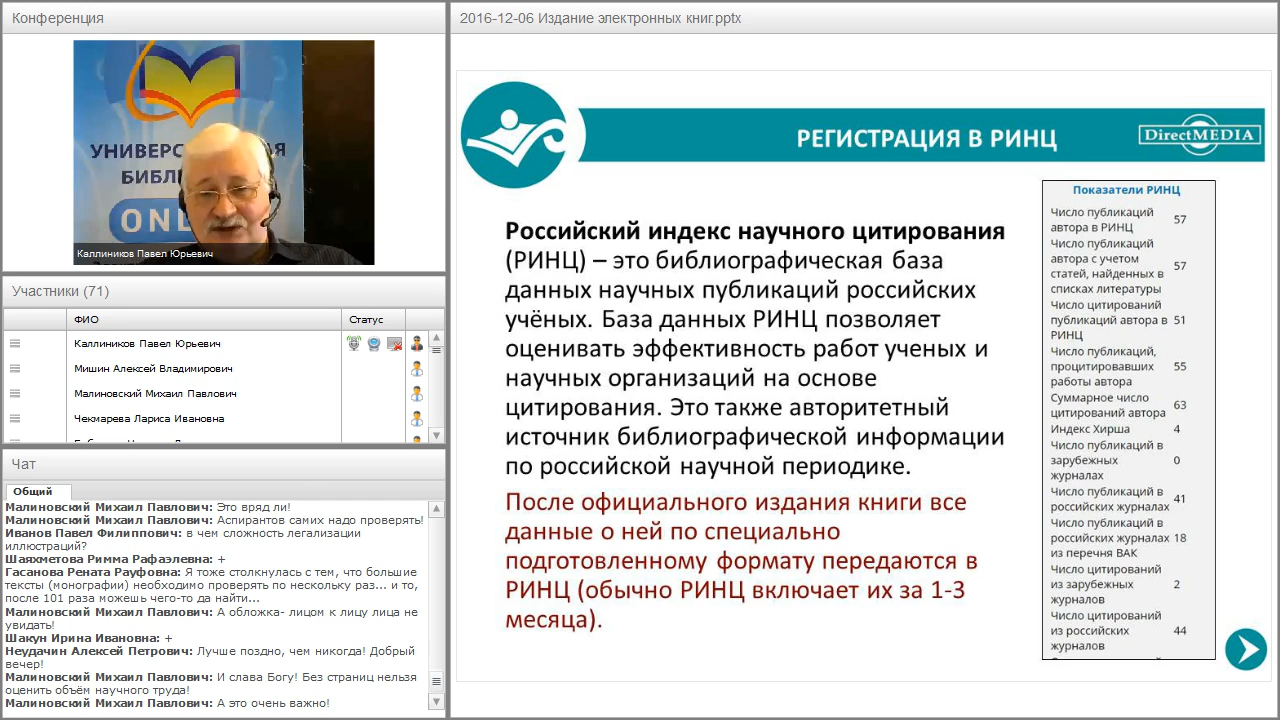 Конференция
УНИВЕРС
АЯ
БИБЛ
ONL
Каллиников Павел Юрьевич
Участники (71)
ФИО
Статус
Каллиников Павел Юрьевич
Мишин Алексей Владимирович
Малиновский Михаил Павлович
Чекмарева Лариса Ивановна
Чат
Общий
Малиновский Михаил Павлович: Это вряд ли!
Малиновский Михаил Павлович: Аспирантов самих надо проверять!
Иванов Павел Филиппович: в чем сложность легализации
иллюстраций?
Шаяхметова Римма Рафаэлевна: +
Гасанова Рената Рауфовна: Я тоже столкнулась с тем, что большие
тексты (монографии) необходимо проверять по нескольку раз... и то,
после 101 раза можешь чего-то да найти...
Малиновский Михаил Павлович: А обложка- лицом к лицу лица не
увидать!
Шакун Ирина Ивановна: +
Неудачин Алексей Петрович: Лучше поздно, чем никогда! Добрый
вечер!
Малиновский Михаил Павлович: И слава Богу! Без страниц нельзя
оценить объём научного труда!
Малиновский Михаил Павлович: А это очень важно!
2016-12-06 Издание электронных книг.pptx
РЕГИСТРАЦИЯ В РИНЦ
DirectMEDIA
Российский индекс научного цитирования
(РИНЦ) – это библиографическая база
данных научных публикаций российских
учёных. База данных РИНЦ позволяет
оценивать эффективность работ ученых и
научных организаций на основе
цитирования. Это также авторитетный
источник библиографической информации
по российской научной периодике.
После официального издания книги все
данные о ней по специально
подготовленному формату передаются в
РИНЦ (обычно РИНЦ включает их за 1-3
месяца).
Показатели РИНЦ
Число публикаций
автора в РИНЦ 57
Число публикаций
автора с учетом
статей, найденных в
списках литературы 57
Число цитирований
публикаций автора в
РИНЦ 51
Число публикаций,
процитировавших
работы автора 55
Суммарное число
цитирований автора 63
Индекс Хирша 4
Число публикаций в
зарубежных
журналах 0
Число публикаций в
российских журналах 41
Число публикаций в
российских журналах
из перечня ВАК 18
Число цитирований
из зарубежных
журналов 2
Число цитирований
из российских
журналов 44